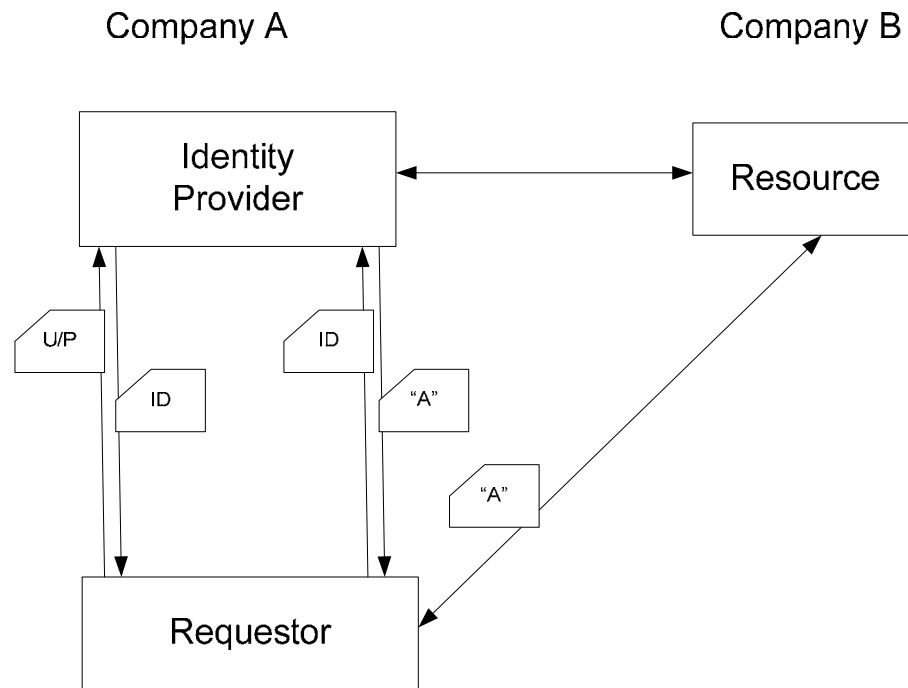 Company A
Company B
Identity
Provider
Resource
U/P
ID
ID
“A”
“A”
Requestor